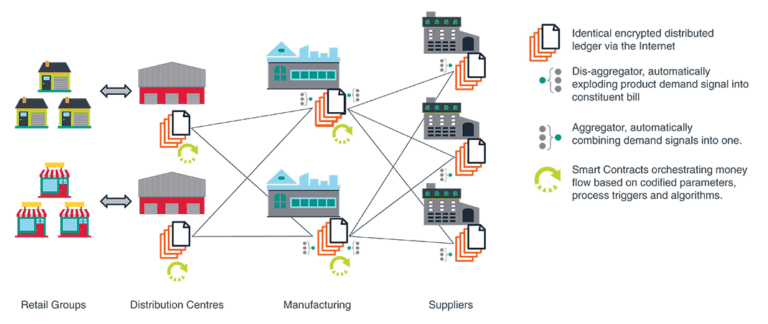 Identical encrypted distributed
ledger via the Internet
Dis-aggregator, automatically
exploding product demand signal into
constituent bill
Aggregator, automatically
combining demand signals into one.
Smart Contracts orchestrating money
flow based on codified parameters,
process triggers and algorithms.
Retail Groups
Distribution Centres
Manufacturing
Suppliers